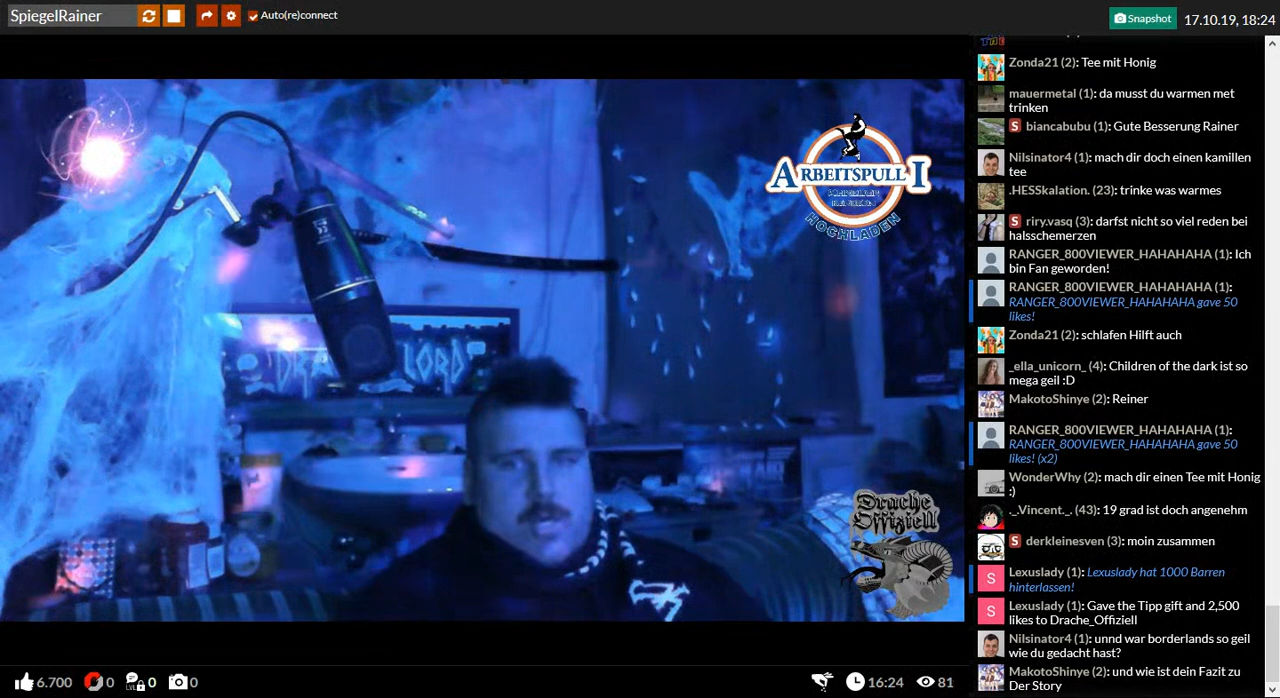 SpiegelRainer
Auto(re)connect
Snapshot
17.10.19, 18:24
ARBEITSPULLI
HOCHLADEN
LORD
Drache
Offiziell
Zonda21 (2): Tee mit Honig
mauermetal (1): da musst du warmen met
trinken
S biancabubu (1): Gute Besserung Rainer
Nilsinator4 (1): mach dir doch einen kamillen
tee
.HESSkalation. (23): trinke was warmes
S riry.vasq (3): darfst nicht so viel reden bei
halsschemerzen
RANGER_800VIEWER_HAHAHAHA (1): Ich
bin Fan geworden!
RANGER_800VIEWER_HAHAHAHA (1):
RANGER_800VIEWER_HAHAHAHA gave 50
likes!
Zonda21 (2): schlafen Hilft auch
_ella_unicorn_ (4): Children of the dark ist so
mega geil :D
MakotoShinye (2): Reiner
RANGER_800VIEWER_HAHAHAHA (1):
RANGER_800VIEWER_HAHAHAHA gave 50
likes! (x2)
WonderWhy (2): mach dir einen Tee mit Honig
:)
._.Vincent._. (43): 19 grad ist doch angenehm
S derkleinesven (3): moin zusammen
S Lexuslady (1): Lexuslady hat 1000 Barren
hinterlassen!
S Lexuslady (1): Gave the Tipp gift and 2,500
likes to Drache_Offiziell
Nilsinator4 (1): unnd war borderlands so geil
wie du gedacht hast?
MakotoShinye (2): und wie ist dein Fazit zu
Der Story
6.700
0
0
0
16:24
81